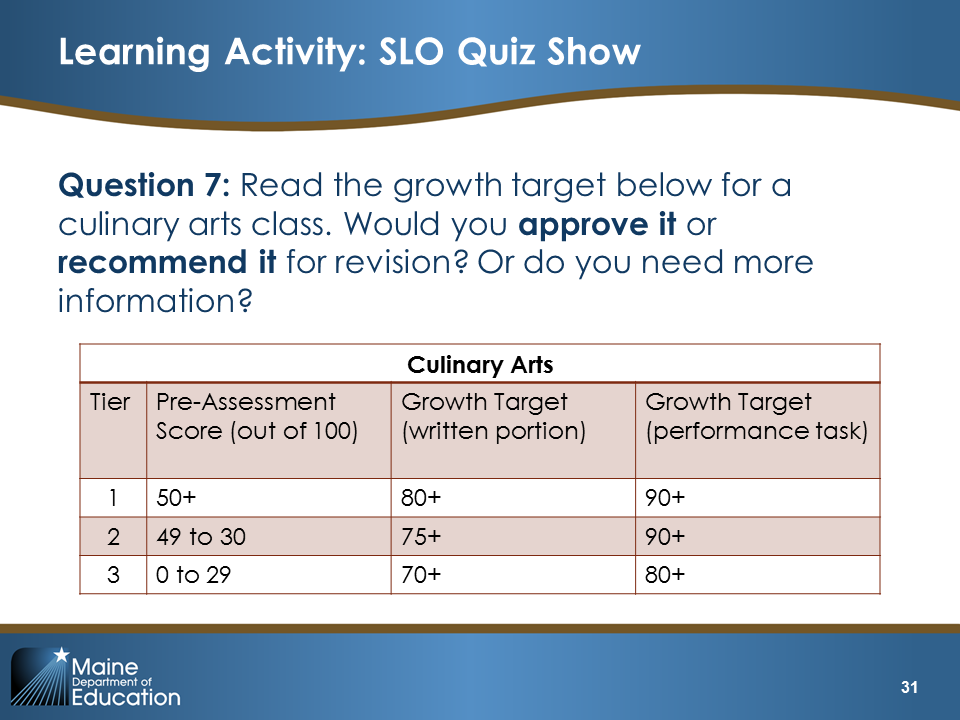 Learning Activity: SLO Quiz Show
Question 7: Read the growth target below for a
culinary arts class. Would you approve it or
recommend it for revision? Or do you need more
information?
Culinary Arts
Tier Pre-Assessment Score (out of 100) Growth Target (written portion) Growth Target (performance task)
1 50+ 80+ 90+
2 49 to 30 75+ 90+
3 0 to 29 70+ 80+
Maine
Department of
Education
31